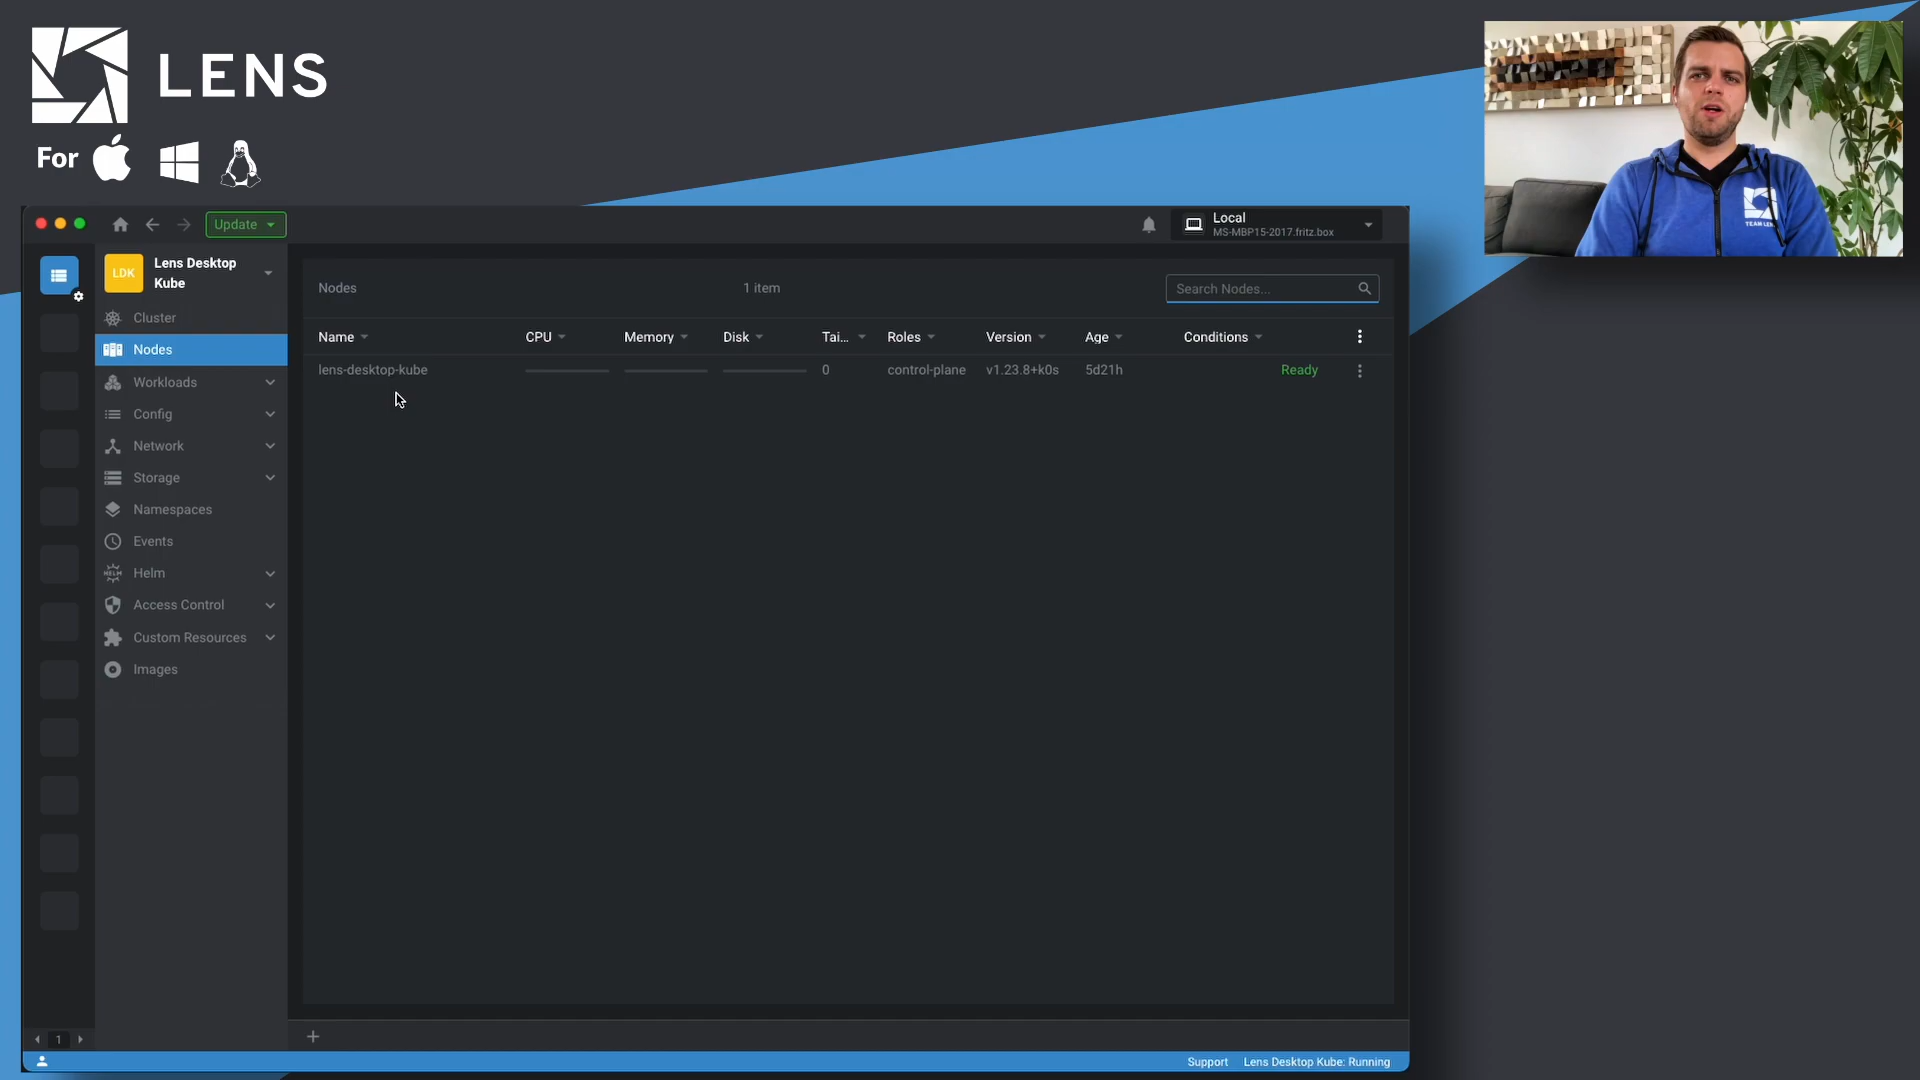 LENS
For
Update
Local
MS-MBP15-2017.fritz.box
LDK
Lens Desktop
Kube
Cluster
Nodes
Workloads
Config
Network
Storage
Namespaces
Events
HELM
Helm
Access Control
Custom Resources
Images
Nodes
1 item
Search Nodes...
Name
CPU
Memory
Disk
Tai...
Roles
Version
Age
Conditions
lens-desktop-kube
0
control-plane
v1.23.8+k0s
5d21h
Ready
1
Support
Lens Desktop Kube: Running